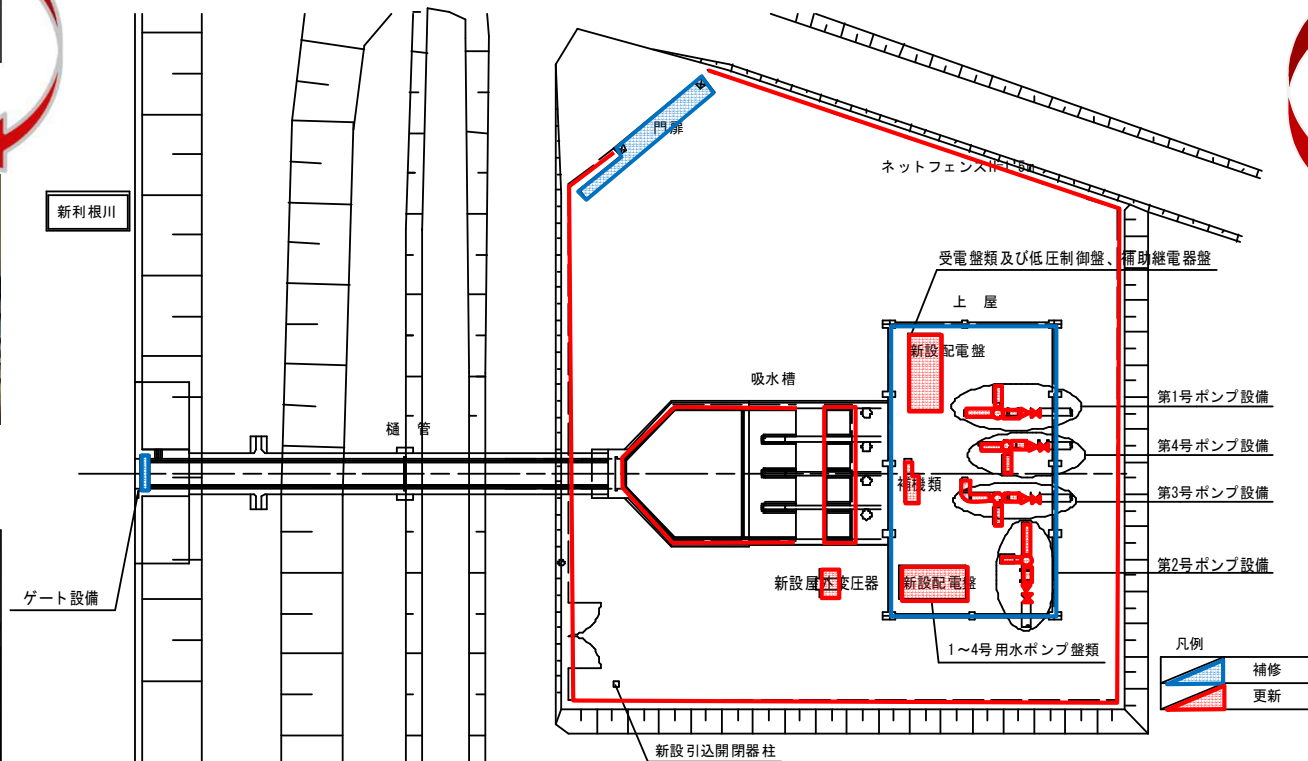 門扉
ネットフェンスH=1.5m
新利根川
受電盤類及び低圧制御盤、補助継電器盤
上 屋
新設配電盤
吸水槽
第1号ポンプ設備
樋 管
第4号ポンプ設備
補機類
第3号ポンプ設備
新設屋外変圧器
新設配電盤
第2号ポンプ設備
ゲート設備
1~4号用水ポンプ盤類
凡例
補修
更新
新設引込開閉器柱